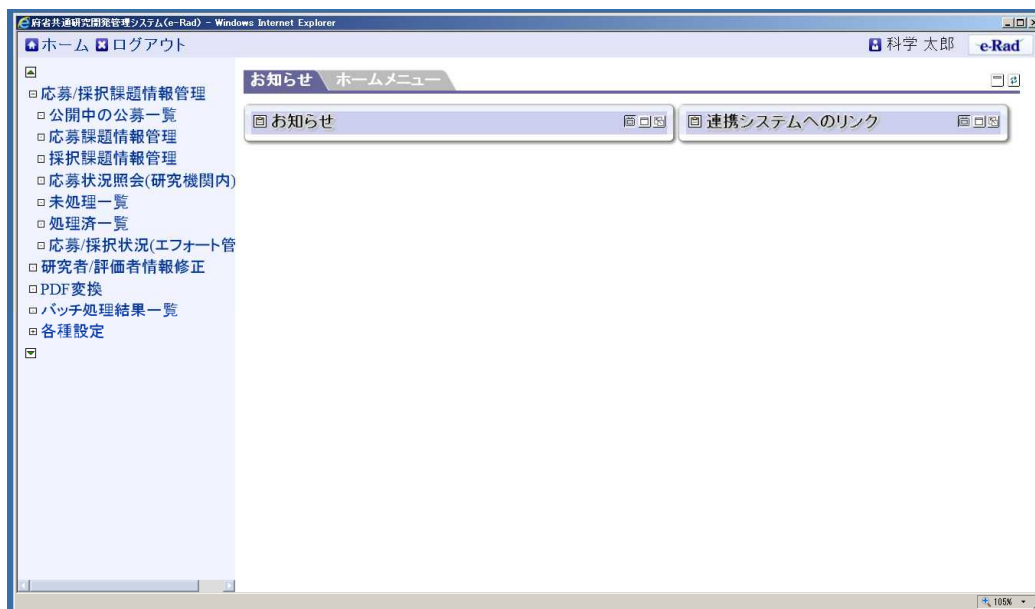 府省共通研究開発管理システム(e-Rad) - Windows Internet Explorer
ホーム ログアウト 科学 太郎 e-Rad
お知らせ ホームメニュー
応募/採択課題情報管理
公開中の公募一覧
応募課題情報管理
採択課題情報管理
応募状況照会(研究機関内)
未処理一覧
処理済一覧
応募/採択状況(エフォート管
研究者/評価者情報修正
PDF変換
バッチ処理結果一覧
各種設定
お知らせ
連携システムへのリンク
105%